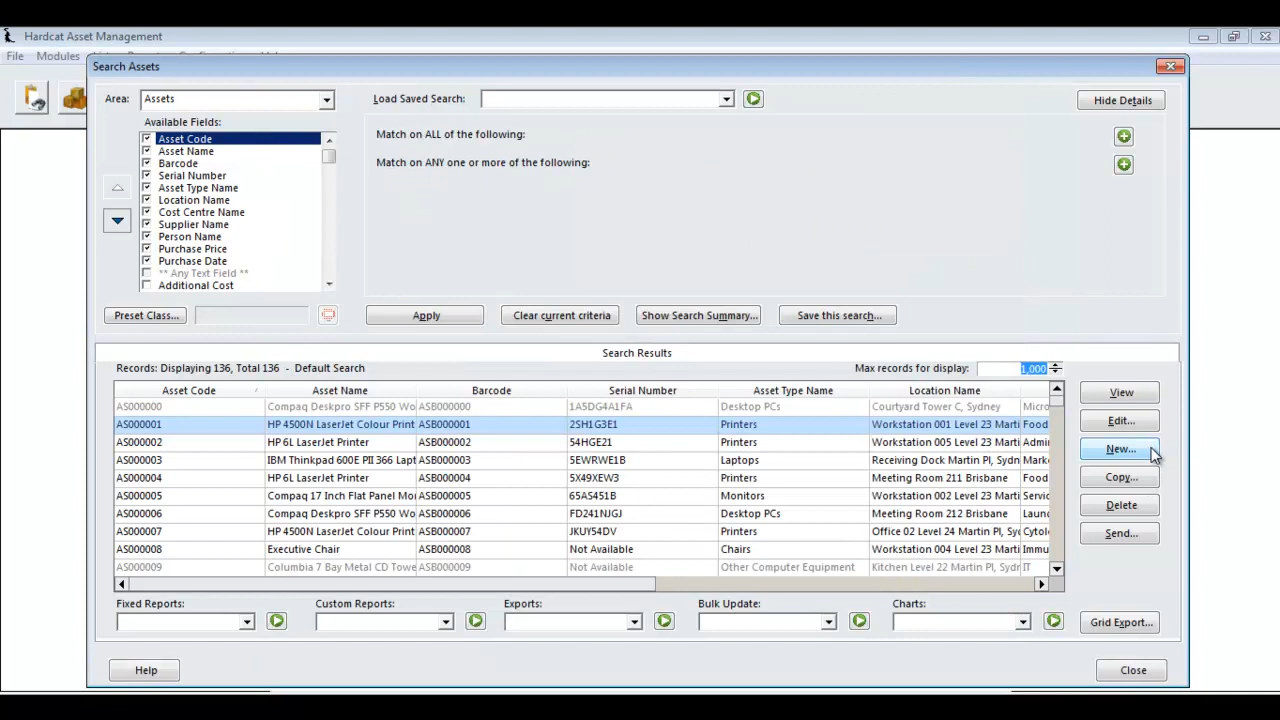 Hardcat Asset Management
File Modules
Search Assets
Area: Assets
Load Saved Search:
Hide Details
Available Fields:
Asset Code
Asset Name
Barcode
Serial Number
Asset Type Name
Location Name
Cost Centre Name
Supplier Name
Person Name
Purchase Price
Purchase Date
** Any Text Field **
Additional Cost
Match on ALL of the following:
Match on ANY one or more of the following:
Preset Class... Apply Clear current criteria Show Search Summary... Save this search...
Search Results
Records: Displaying 136, Total 136 - Default Search Max records for display: 1,000
Asset Code Asset Name Barcode Serial Number Asset Type Name Location Name
AS000000 Compaq Deskpro SFF P550 Wo ASB000000 1A5DG4A1FA Desktop PCs Courtyard Tower C, Sydney Micro
AS000001 HP 4500N LaserJet Colour Print ASB000001 2SH1G3E1 Printers Workstation 001 Level 23 Marti Food
AS000002 HP 6L LaserJet Printer ASB000002 54HGE21 Printers Workstation 005 Level 23 Marti Admi
AS000003 IBM Thinkpad 600E PII 366 Lapt ASB000003 5EWRWE1B Laptops Receiving Dock Martin Pl, Sydn Mark
AS000004 HP 6L LaserJet Printer ASB000004 5X49XEW3 Printers Meeting Room 211 Brisbane Food
AS000005 Compaq 17 Inch Flat Panel Mo ASB000005 65AS451B Monitors Workstation 002 Level 23 Marti Servic
AS000006 Compaq Deskpro SFF P550 Wo ASB000006 FD241NJGJ Desktop PCs Meeting Room 212 Brisbane Laun
AS000007 HP 4500N LaserJet Colour Print ASB000007 JKUY54DV Printers Office 02 Level 24 Martin Pl, Sy Cytol
AS000008 Executive Chair ASB000008 Not Available Chairs Workstation 004 Level 23 Marti Immu
AS000009 Columbia 7 Bay Metal CD Towe ASB000009 Not Available Other Computer Equipment Kitchen Level 22 Martin Pl, Sydn IT
View
Edit...
New...
Copy...
Delete
Send...
Fixed Reports: Custom Reports: Exports: Bulk Update: Charts:
Grid Export...
Help Close